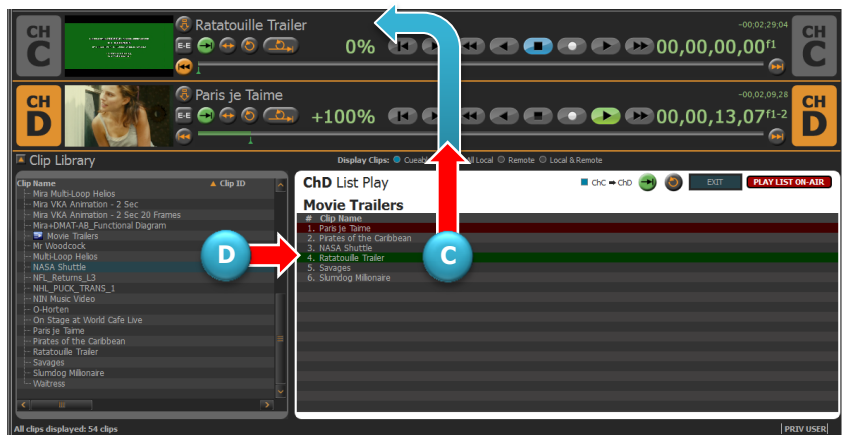 CH
C
Ratatouille Trailer
-00;02;29;04
E-E
0%
00,00,00,00f1
CH
C
CH
D
Paris je Taime
-00,02,09,28
E-E
+100%
00,00,13,07f1-2
CH
D
Clip Library
Display Clips:
All Local
Remote
Local & Remote
Clip Name
Clip ID
Mira Multi-Loop Helios
Mira VKA Animation - 2 Sec
Mira VKA Animation - 2 Sec 20 Frames
Mira+DMAT-AB_Functional Diagram
Movie Trailers
Mr Woodcock
Multi-Loop Helios
NASA Shuttle
NFL_Returns_L3
NHL_PUCK_TRANS_1
NIN Music Video
O-Horten
On Stage at World Cafe Live
Paris je Taime
Pirates of the Caribbean
Ratatouille Trailer
Savages
Slumdog Millionaire
Waitress
D
ChD List Play
ChC
ChD
EXIT
PLAY LIST ON-AIR
Movie Trailers
# Clip Name
1. Paris je Taime
2. Pirates of the Caribbean
3. NASA Shuttle
4. Ratatouille Trailer
5. Savages
6. Slumdog Millionaire
C
All clips displayed: 54 clips
PRIV USER